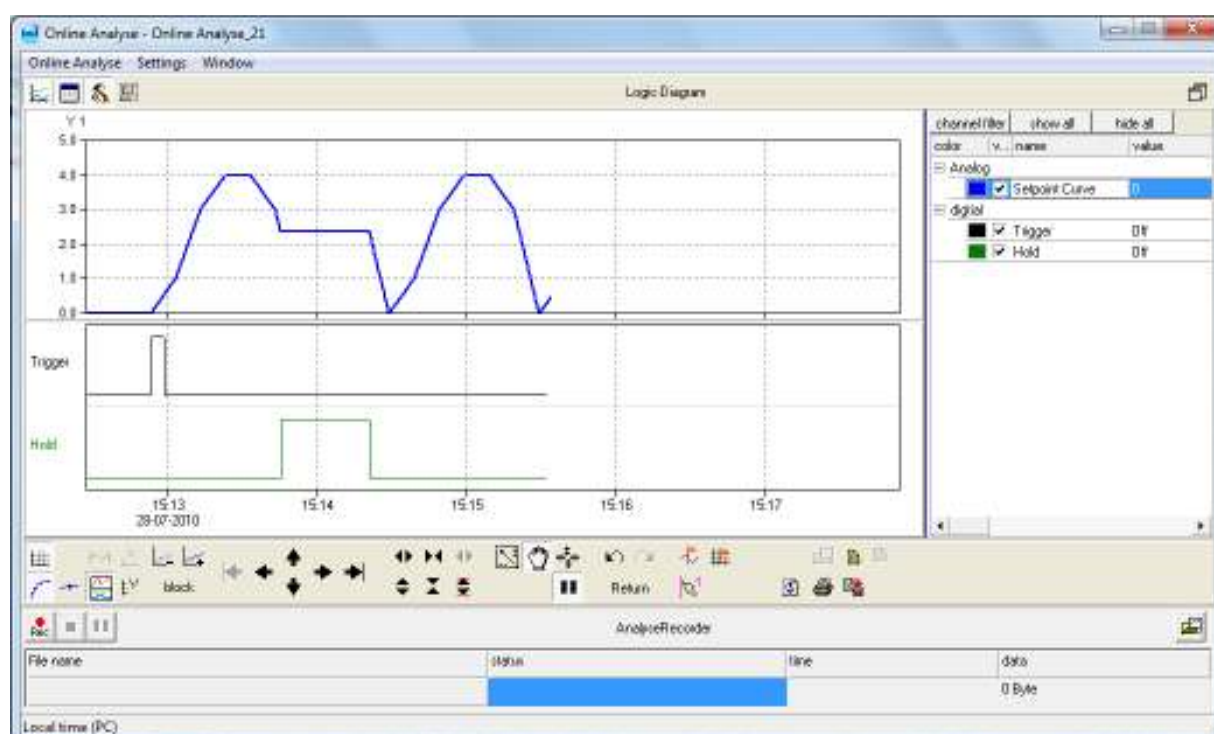 Online Analyse - Online Analyse_21
Online Analyse Settings Window
Logic Diagram
Y 1
5.0
4.0
3.0
2.0
1.0
0.0
Trigger
Hold
15:13
28-07-2010
15:14
15:15
15:16
15:17
channel filter show all hide all
color v... name value
Analog
Setpoint Curve 0
digital
Trigger Off
Hold Off
block
Return
Rec
AnalyseRecorder
File name status time data
0 Byte
Local time (PC)